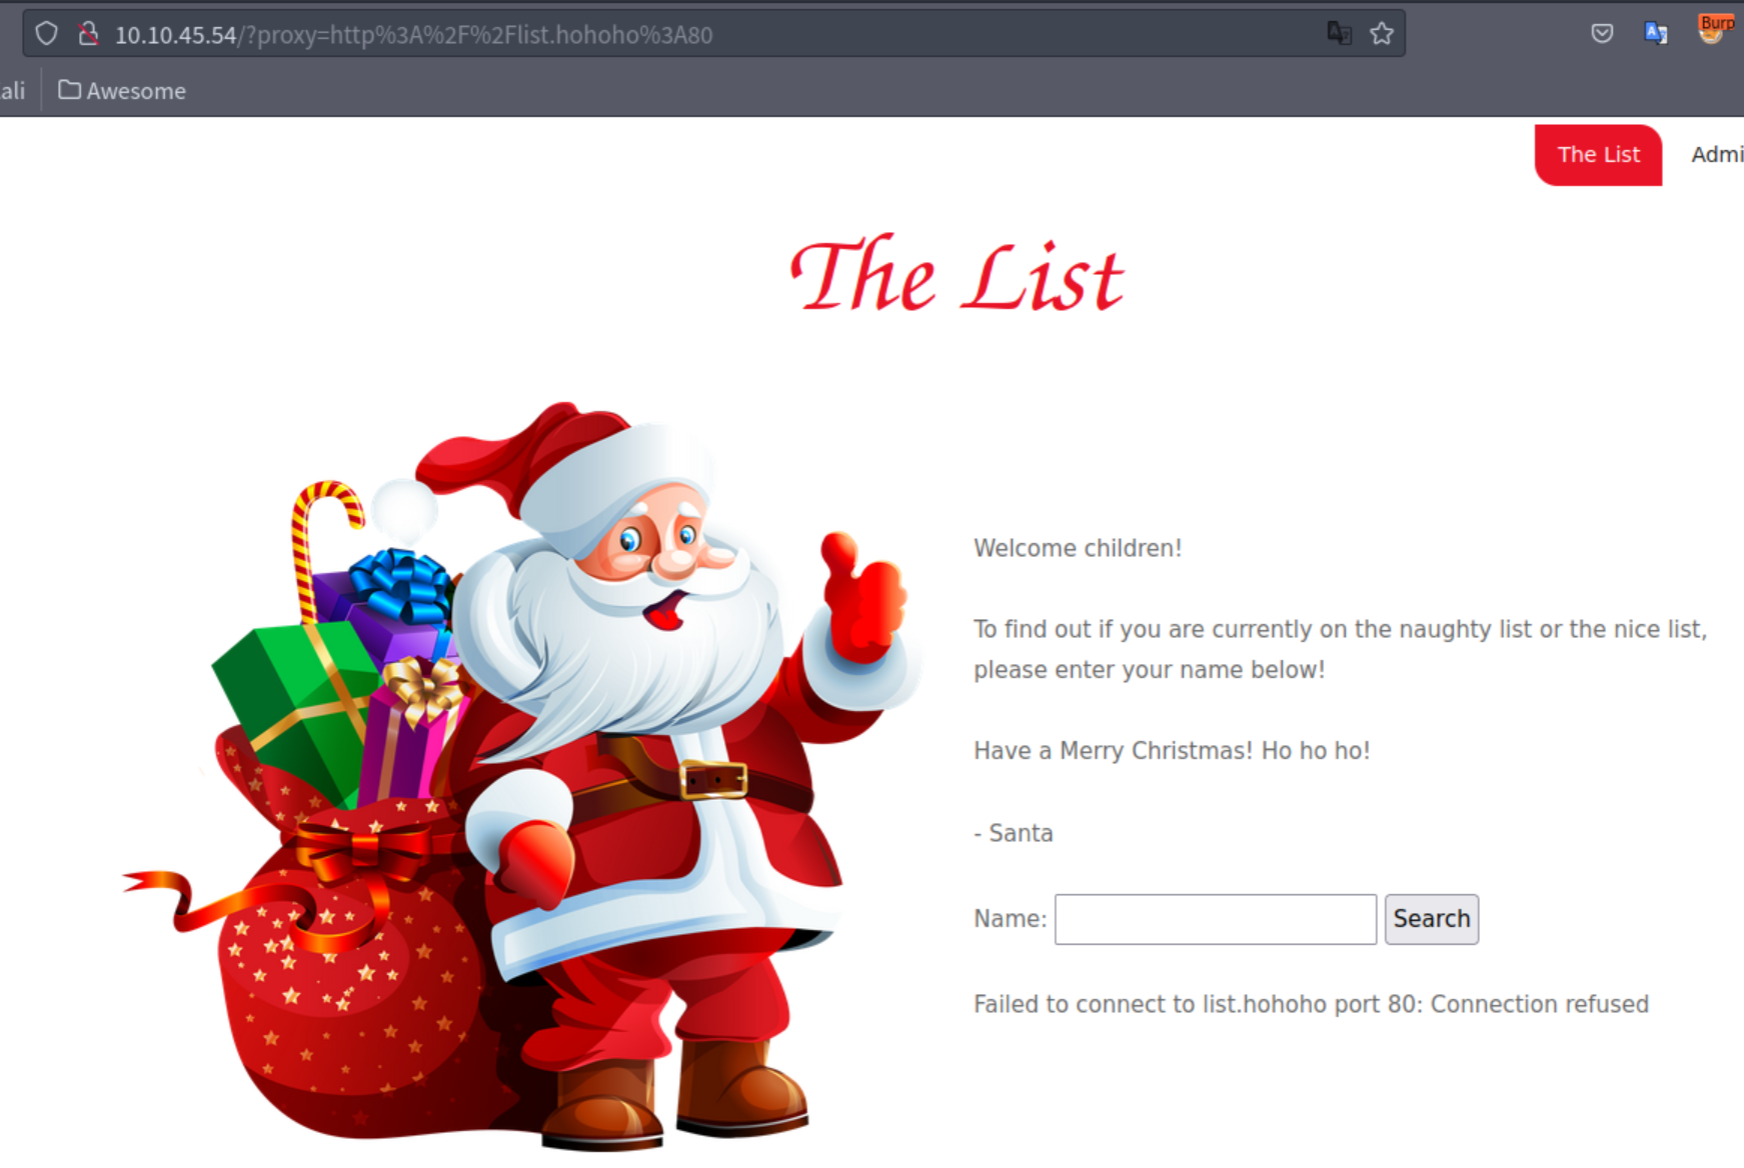 10.10.45.54/?proxy=http%3A%2F%2Flist.hohoho%3A80
Burp
ali
Awesome
The List
Admi
The List
Welcome children!
To find out if you are currently on the naughty list or the nice list,
please enter your name below!
Have a Merry Christmas! Ho ho ho!
- Santa
Name:
Search
Failed to connect to list.hohoho port 80: Connection refused